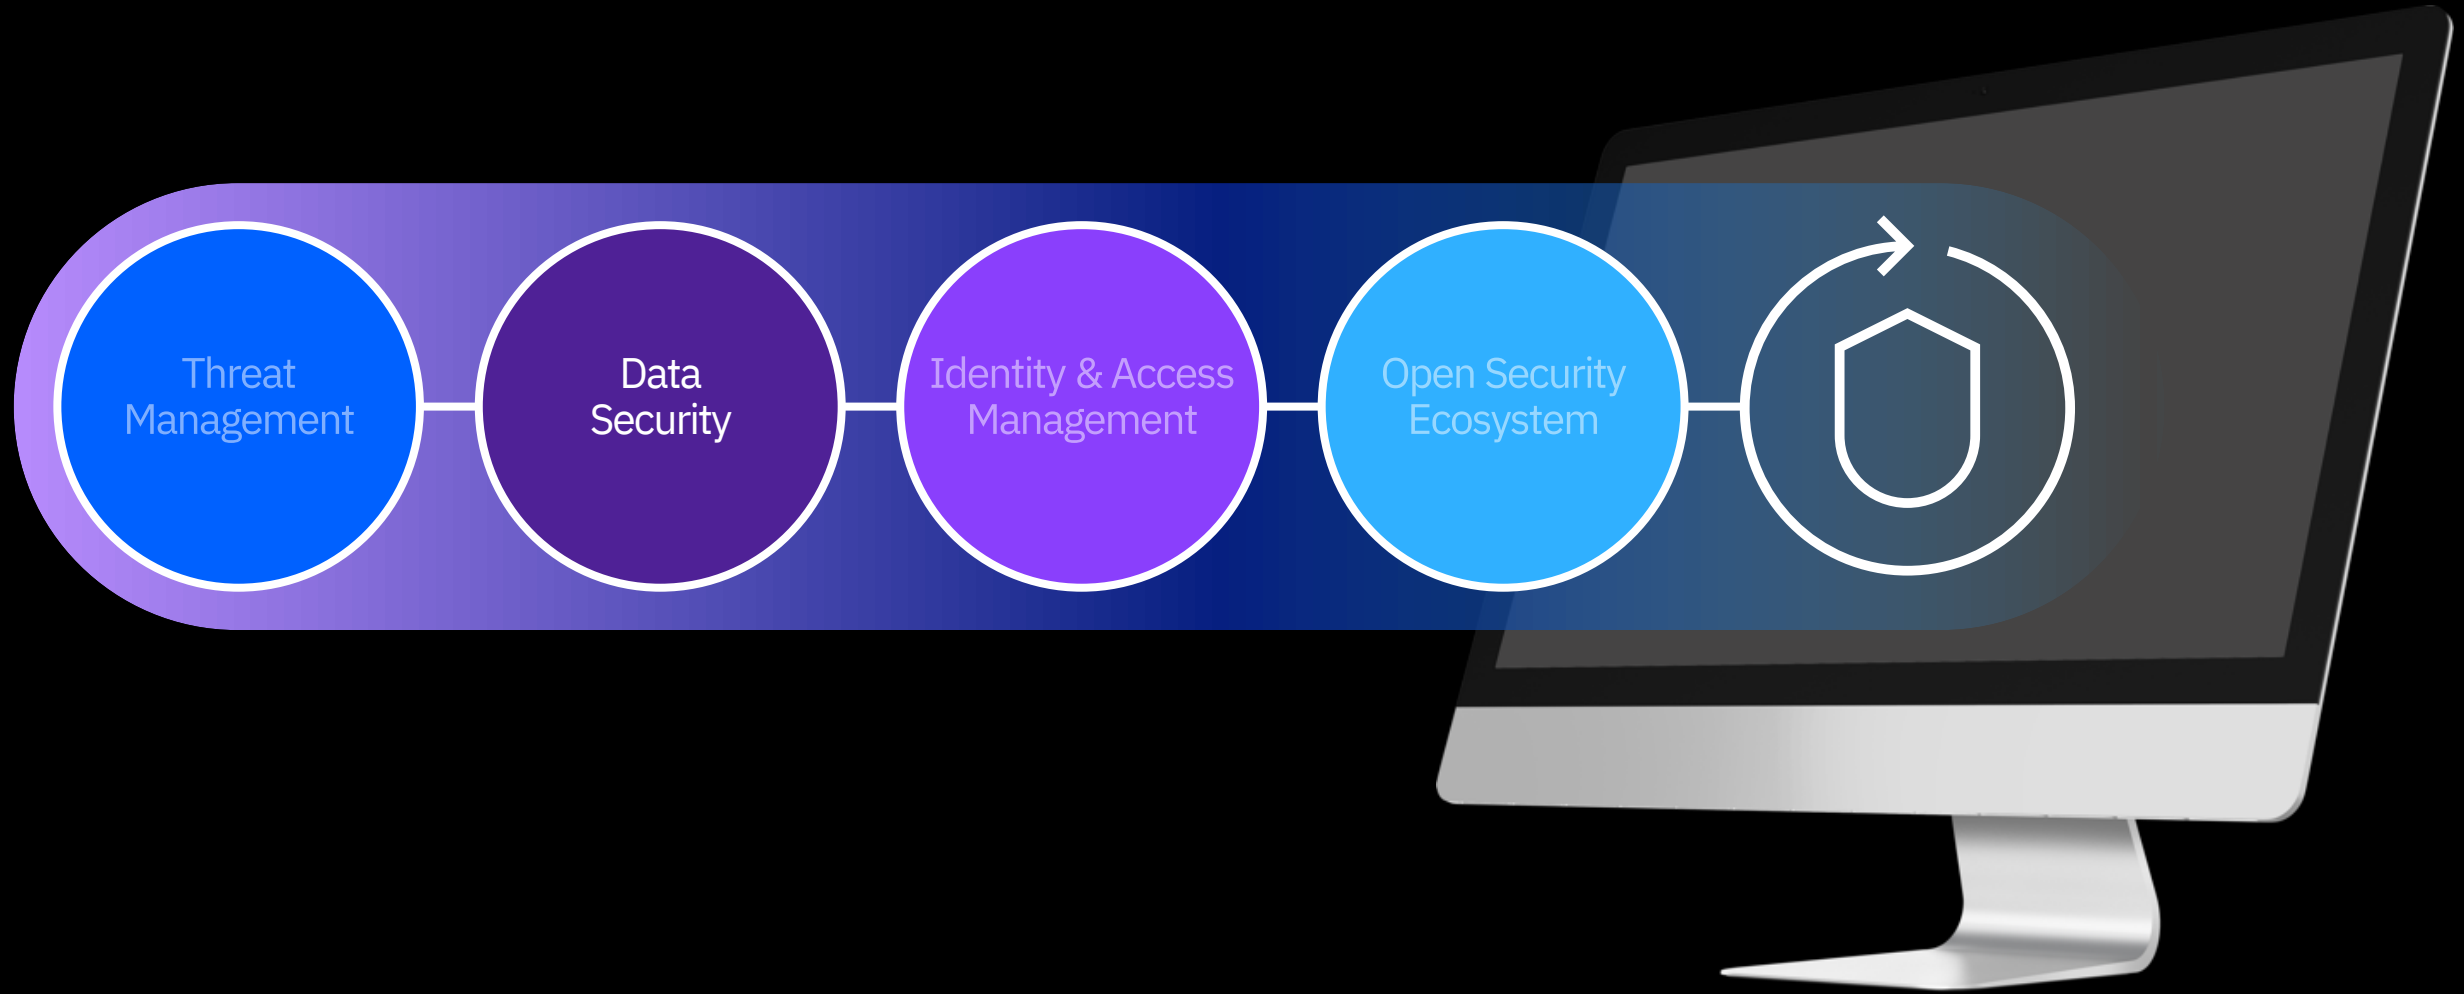 Threat
Management
Data
Security
Identity & Access
Management
Open Security
Ecosystem